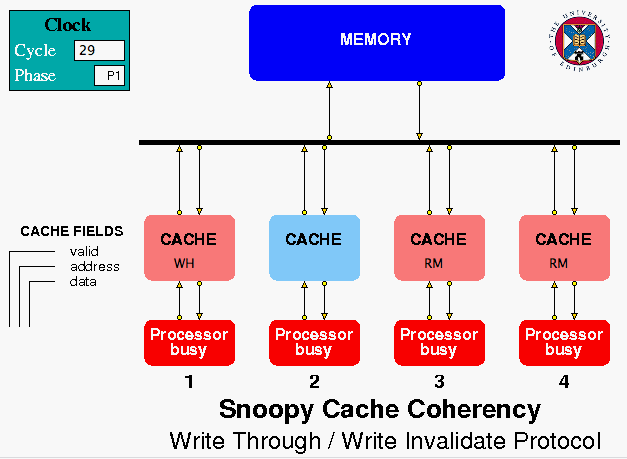 Clock
Cycle 29
Phase P1
MEMORY
THE UNIVERSITY OF EDINBURGH
CACHE FIELDS
valid
address
data
CACHE CACHE CACHE CACHE
WH RM RM
Processor busy Processor busy Processor busy Processor busy
1 2 3 4
Snoopy Cache Coherency
Write Through / Write Invalidate Protocol